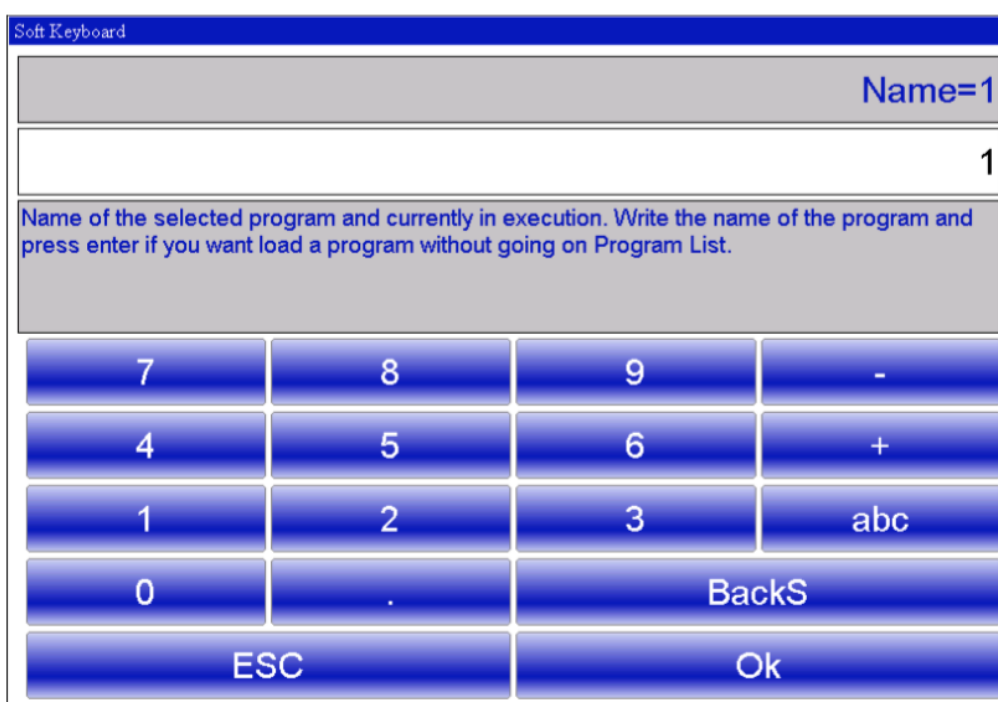 Soft Keyboard
Name=1
1
Name of the selected program and currently in execution. Write the name of the program and
press enter if you want load a program without going on Program List.
7 8 9 -
4 5 6 +
1 2 3 abc
0 . BackS
ESC Ok